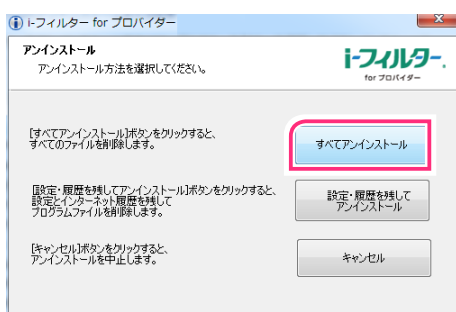 i-フィルター for プロバイダー
アンインストール
アンインストール方法を選択してください。
i-フィルター.
for プロバイダー
[すべてアンインストール]ボタンをクリックすると、
すべてのファイルを削除します。
すべてアンインストール
[設定・履歴を残してアンインストール]ボタンをクリックすると、
設定とインターネット履歴を残して
プログラムファイルを削除します。
設定・履歴を残して
アンインストール
[キャンセル]ボタンをクリックすると、
アンインストールを中止します。
キャンセル